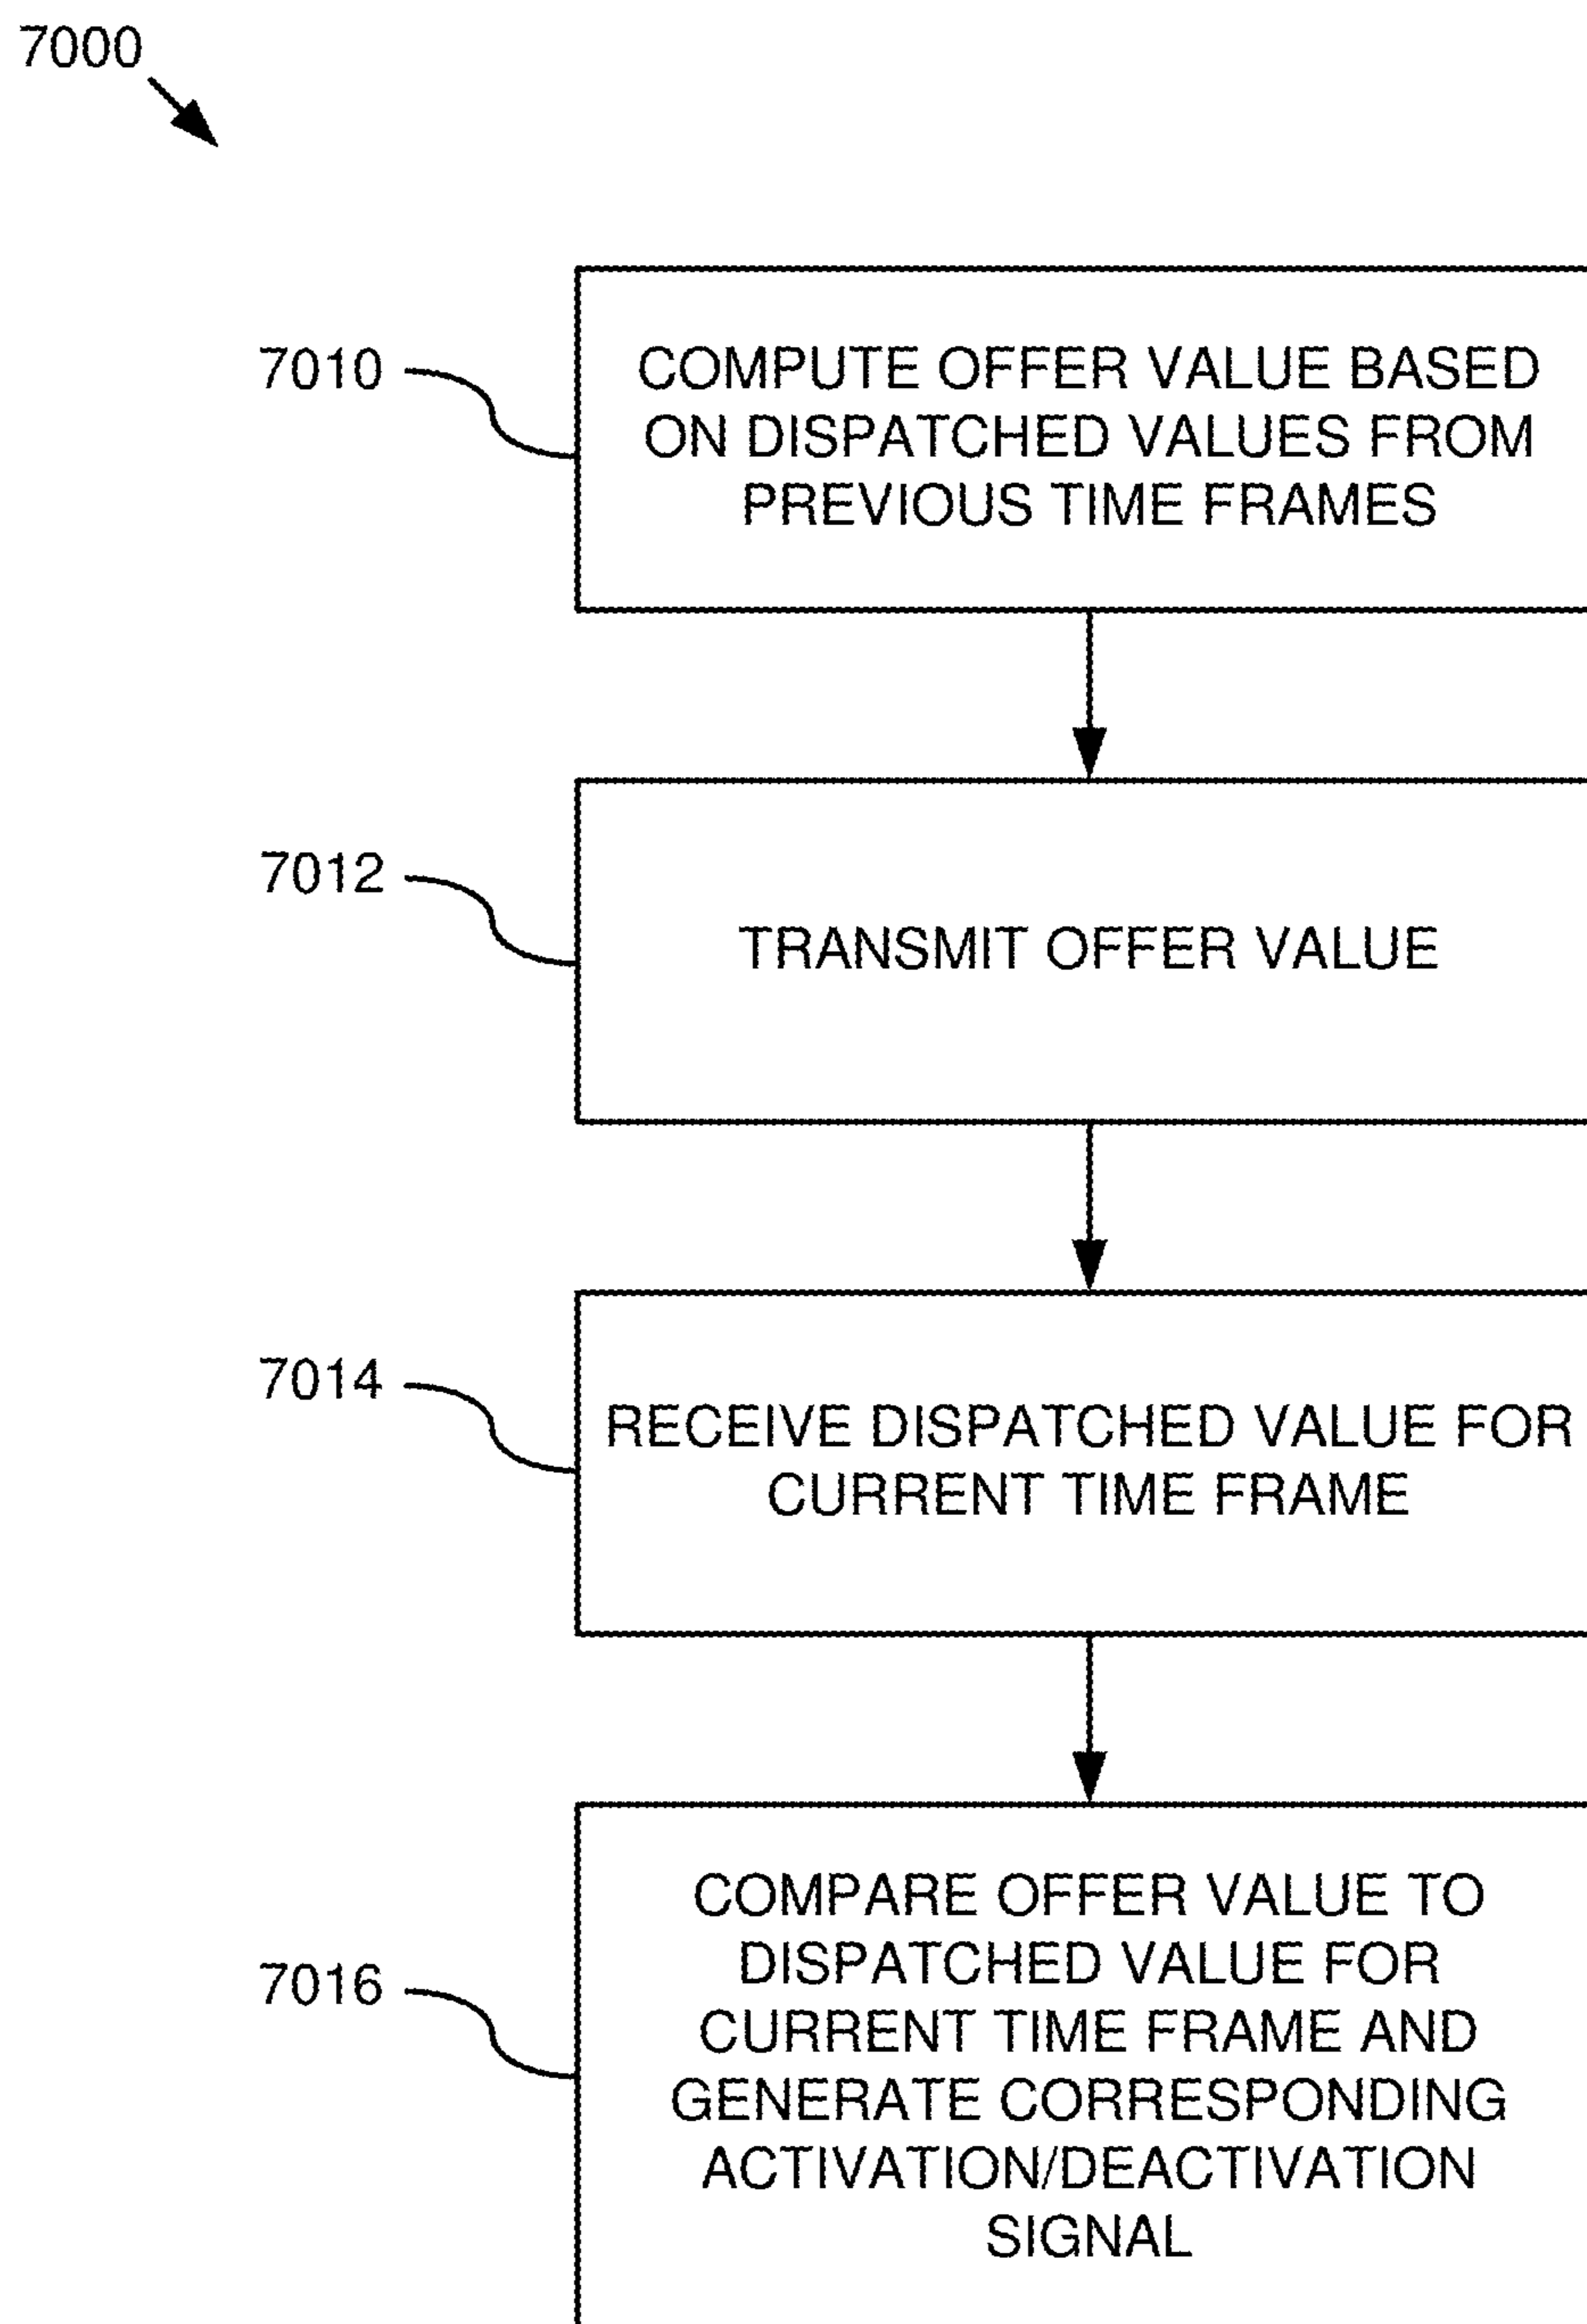 7000
7010
COMPUTE OFFER VALUE BASED
ON DISPATCHED VALUES FROM
PREVIOUS TIME FRAMES
7012
TRANSMIT OFFER VALUE
7014
RECEIVE DISPATCHED VALUE FOR
CURRENT TIME FRAME
7016
COMPARE OFFER VALUE TO
DISPATCHED VALUE FOR
CURRENT TIME FRAME AND
GENERATE CORRESPONDING
ACTIVATION/DEACTIVATION
SIGNAL